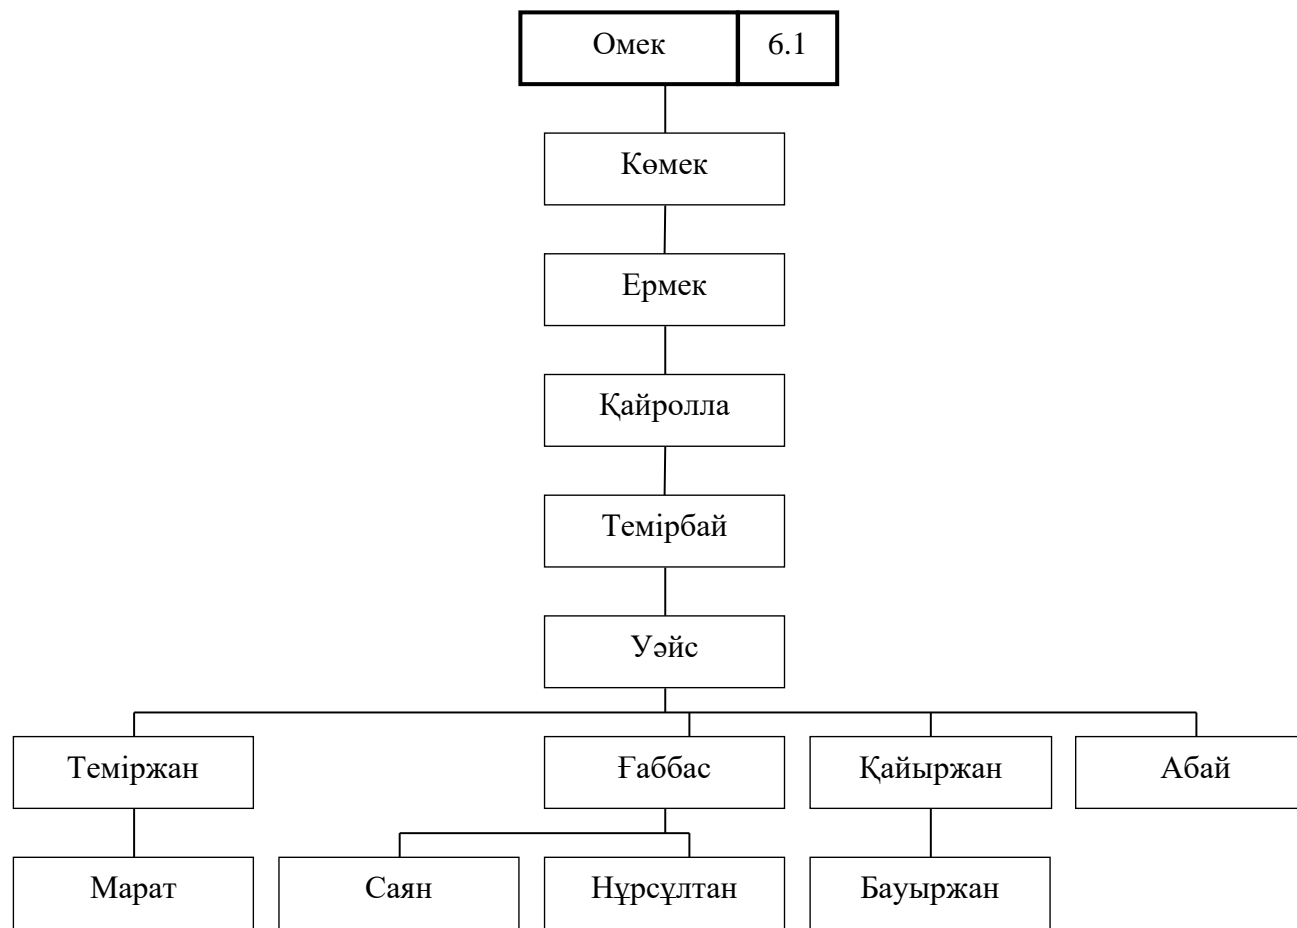 Омек 6.1
Көмек
Ермек
Қайролла
Темірбай
Уәйс
Теміржан Ғаббас Қайыржан Абай
Марат Саян Нұрсұлтан Бауыржан